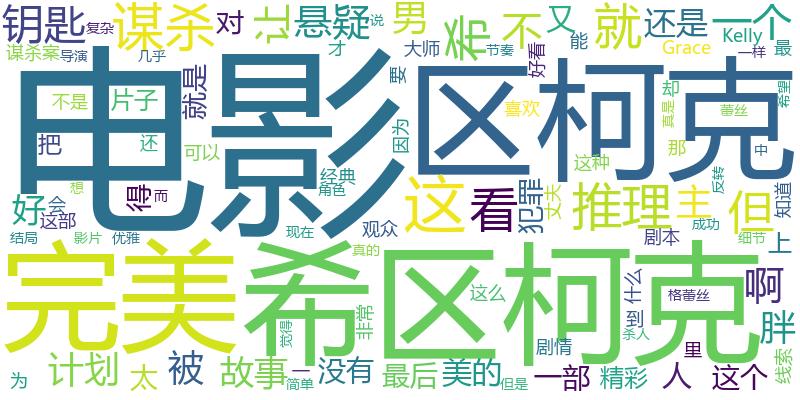 钥匙 复杂 谋杀 对 让 悬疑 男 希 不 又 就 还是 一个
说 才 大师 节奏 好看 能 Kelly 最
谋杀案 导演 几乎 Grace 一样
电影 区柯克
不是 片子 就是 要 喜欢 真是 却 蕾丝 希望
把 还 可以 因为 这种 那 中 反转
想 得 而 经典 角色 这 看 犯罪 丈夫 推理 主 但 知道
好 会 这部 现在 观众 成功 剧本 细节 上
结局 影片 优雅 真的
完美 希区柯克
觉得 非常 这么 到 什么 格蕾丝 啊
剧情 杀人 里 胖
为 计划 太 被 故事 一 简单 没有 最后 美的 但是 一部 精彩 人 这个 线索